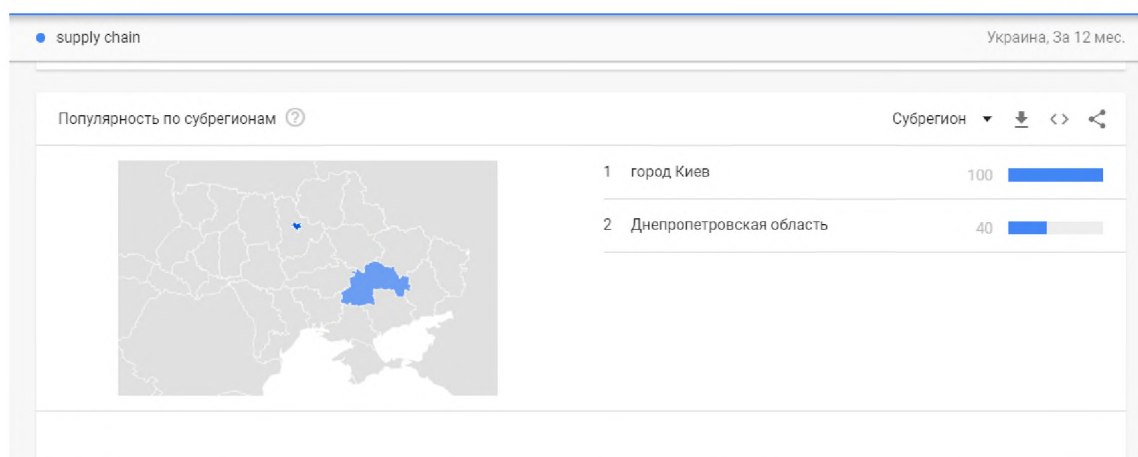 supply chain
Украина, За 12 мес.
Популярность по субрегионам ?
Субрегион
1 город Киев 100
2 Днепропетровская область 40